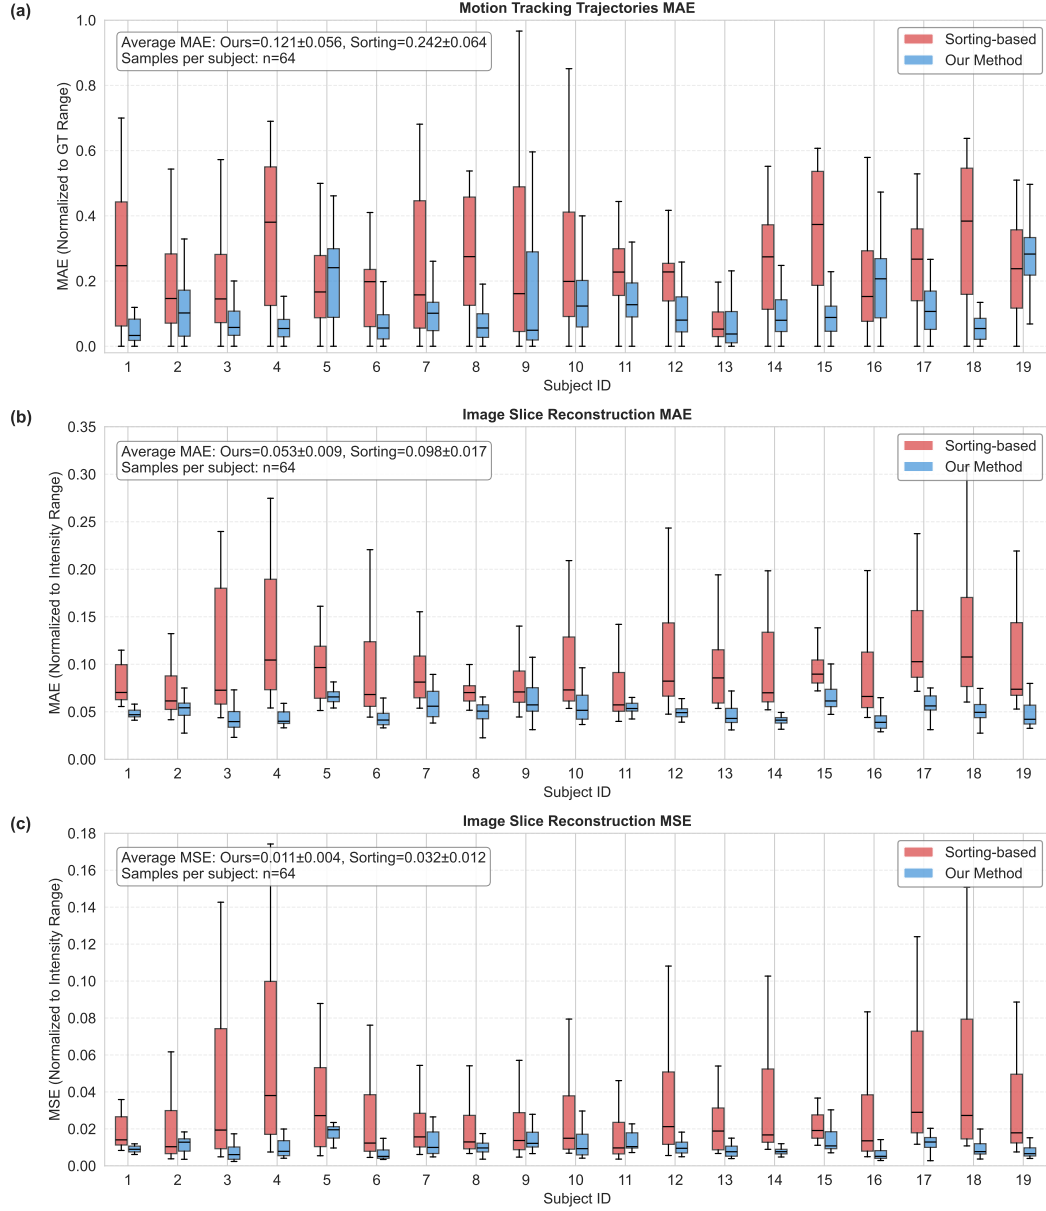 (a)
Motion Tracking Trajectories MAE
Average MAE: Ours=0.121±0.056, Sorting=0.242±0.064
Samples per subject: n=64
Sorting-based
Our Method
MAE (Normalized to GT Range)
1.0
0.8
0.6
0.4
0.2
0.0
1 2 3 4 5 6 7 8 9 10 11 12 13 14 15 16 17 18 19
Subject ID
(b)
Image Slice Reconstruction MAE
Average MAE: Ours=0.053±0.009, Sorting=0.098±0.017
Samples per subject: n=64
Sorting-based
Our Method
MAE (Normalized to Intensity Range)
0.35
0.30
0.25
0.20
0.15
0.10
0.05
0.00
1 2 3 4 5 6 7 8 9 10 11 12 13 14 15 16 17 18 19
Subject ID
(c)
Image Slice Reconstruction MSE
Average MSE: Ours=0.011±0.004, Sorting=0.032±0.012
Samples per subject: n=64
Sorting-based
Our Method
MSE (Normalized to Intensity Range)
0.18
0.16
0.14
0.12
0.10
0.08
0.06
0.04
0.02
0.00
1 2 3 4 5 6 7 8 9 10 11 12 13 14 15 16 17 18 19
Subject ID